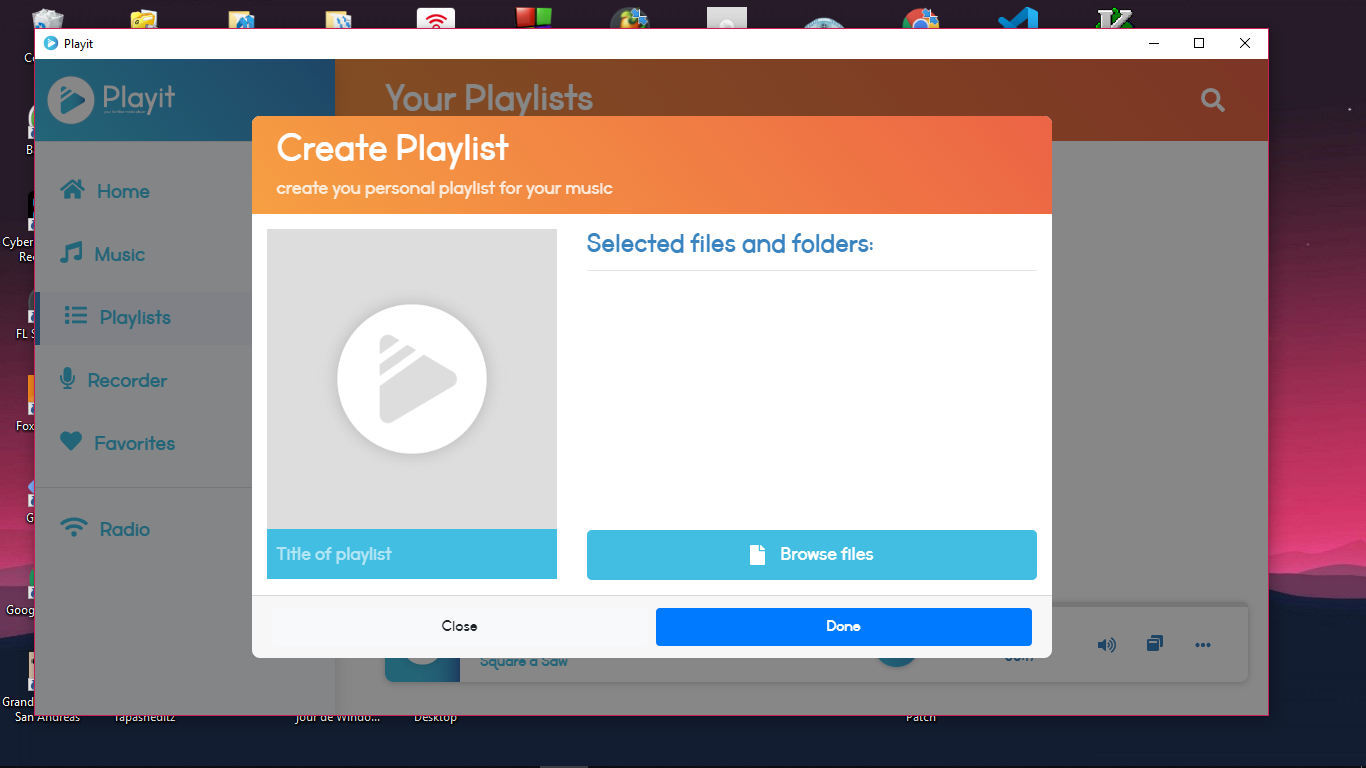 Playit
Playit
Your Playlists
Create Playlist
create you personal playlist for your music
Home
Music
Playlists
Recorder
Favorites
Radio
Selected files and folders:
Title of playlist
Browse files
Close
Done
Square a Saw
Cyber
FL S
Fox
Goog
Grand
San Andreas
Tapasheditz
Jour de Windo...
Desktop
Patch